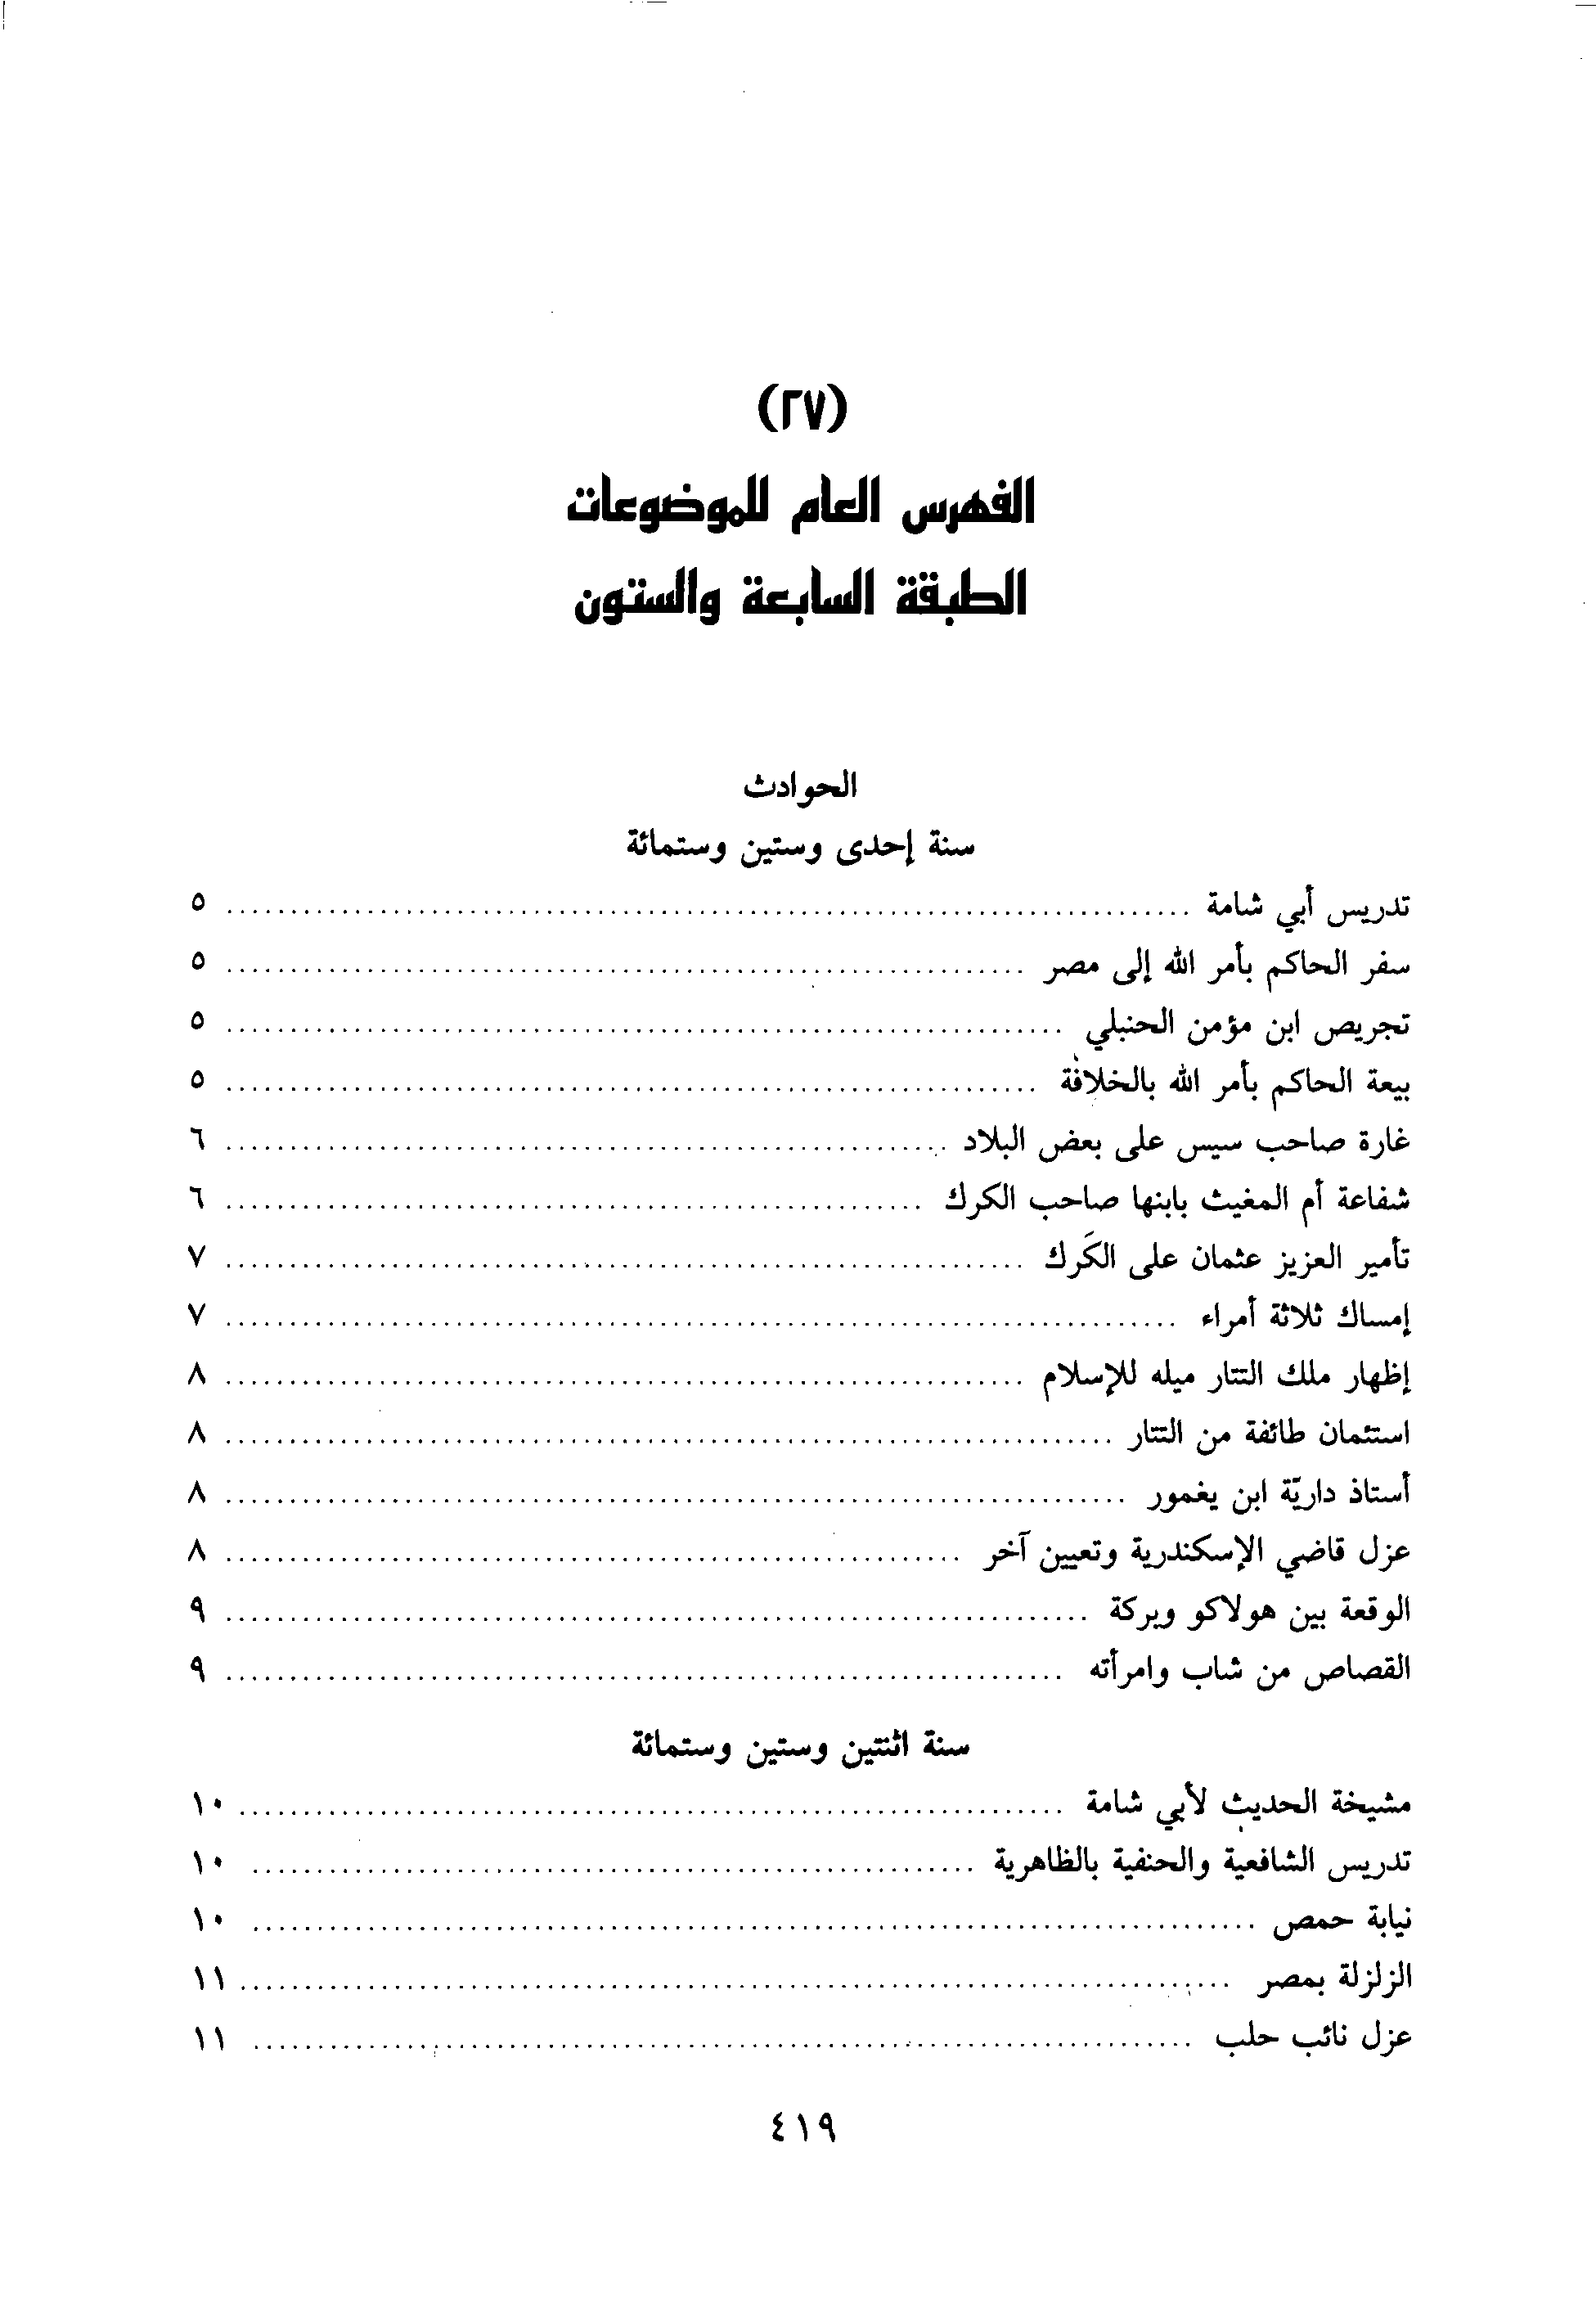 (٢٧)
الفهرس العام للموضوعات
الطبقة السابعة والستون
الحوادث
سنة إحدى وستين وستمائة
تدريس أبي شامة ... ٥
سفر الحاكم بأمر الله إلى مصر ... ٥
تجريص ابن مؤمن الحنبلي ... ٥
بيعة الحاكم بأمر الله بالخلافة ... ٥
غارة صاحب سيس على بعض البلاد ... ٦
شفاعة أم المغيث بابنها صاحب الكرك ... ٦
تأمير العزيز عثمان على الكَرك ... ٧
إمساك ثلاثة أمراء ... ٧
إظهار ملك التتار ميله للإسلام ... ٨
استئمان طائفة من التتار ... ٨
أستاذ داريّة ابن يغمور ... ٨
عزل قاضي الإسكندرية وتعيين آخر ... ٨
الوقعة بين هولاكو وبركة ... ٩
القصاص من شاب وامرأته ... ٩
سنة اثنتين وستين وستمائة
مشيخة الحديث لأبي شامة ... ١٠
تدريس الشافعية والحنفية بالظاهرية ... ١٠
نيابة حمص ... ١٠
الزلزلة بمصر ... ١١
عزل نائب حلب ... ١١
٤١٩